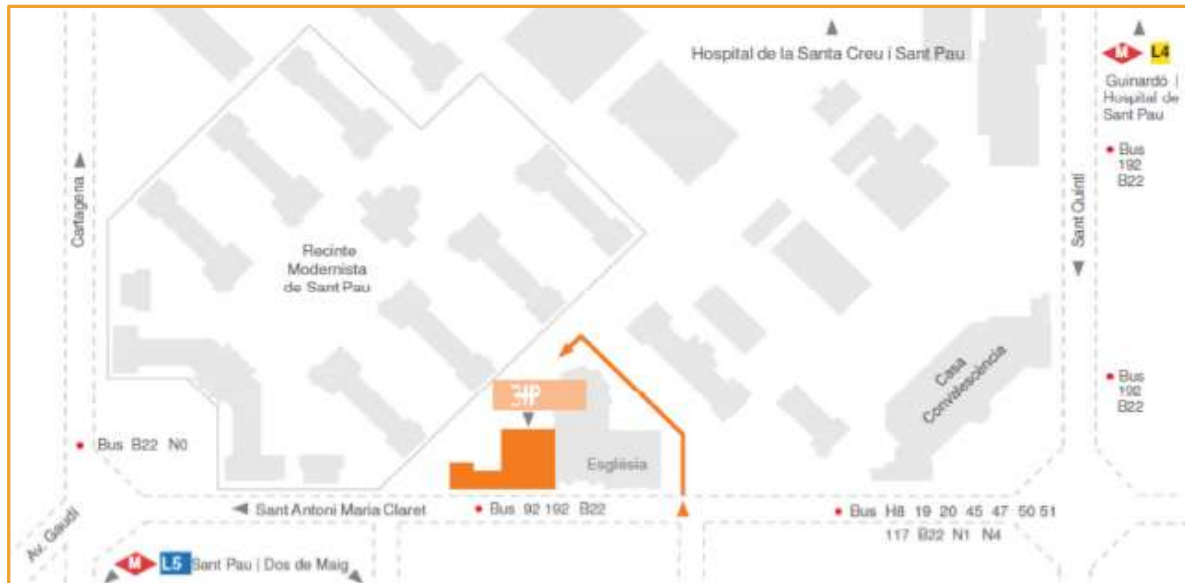 Hospital de la Santa Creu i Sant Pau
M L4
Guinardó |
Hospital de
Sant Pau
Bus
192
B22
Cartagena
Sant Quintí
Recinte
Modernista
de Sant Pau
Casa
Convalescència
Bus
192
B22
Bus B22 N0
Església
Av. Gaudí
Sant Antoni Maria Claret
Bus 92 192 B22
Bus H8 19 20 45 47 50 51
117 B22 N1 N4
M L5 Sant Pau | Dos de Maig